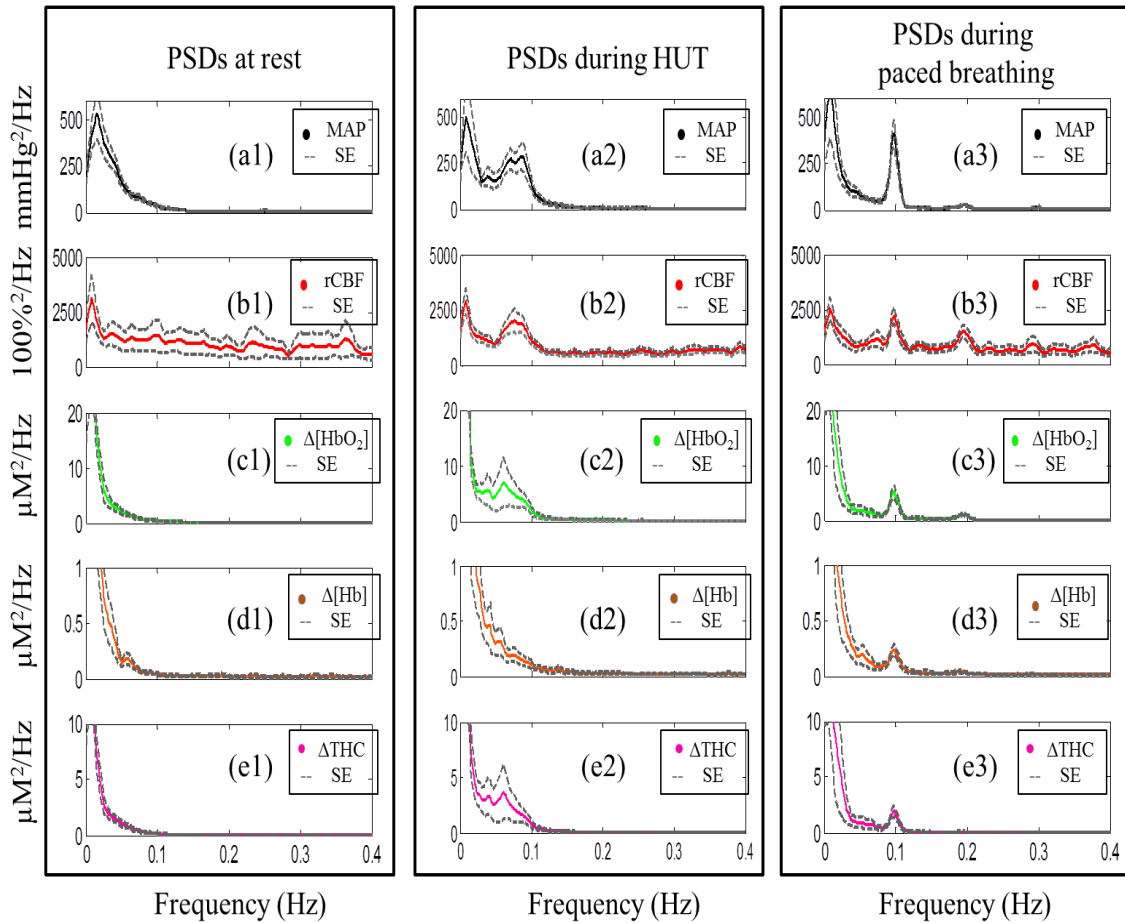 PSDs at rest
PSDs during HUT
PSDs during
paced breathing
mmHg²/Hz
500
250
0
(a1)
MAP
SE
500
250
0
(a2)
MAP
SE
500
250
0
(a3)
MAP
SE
100%²/Hz
5000
2500
0
(b1)
rCBF
SE
5000
2500
0
(b2)
rCBF
SE
5000
2500
0
(b3)
rCBF
SE
µM²/Hz
20
10
0
(c1)
Δ[HbO₂]
SE
20
15
10
5
0
(c2)
Δ[HbO₂]
SE
20
10
0
(c3)
Δ[HbO₂]
SE
µM²/Hz
1
0.5
0
(d1)
Δ[Hb]
SE
1
0.5
0
(d2)
Δ[Hb]
SE
1
0.5
0
(d3)
Δ[Hb]
SE
µM²/Hz
10
5
0
(e1)
ΔTHC
SE
10
5
0
(e2)
ΔTHC
SE
10
5
0
(e3)
ΔTHC
SE
0 0.1 0.2 0.3 0.4
0 0.1 0.2 0.3 0.4
0 0.1 0.2 0.3 0.4
Frequency (Hz)
Frequency (Hz)
Frequency (Hz)